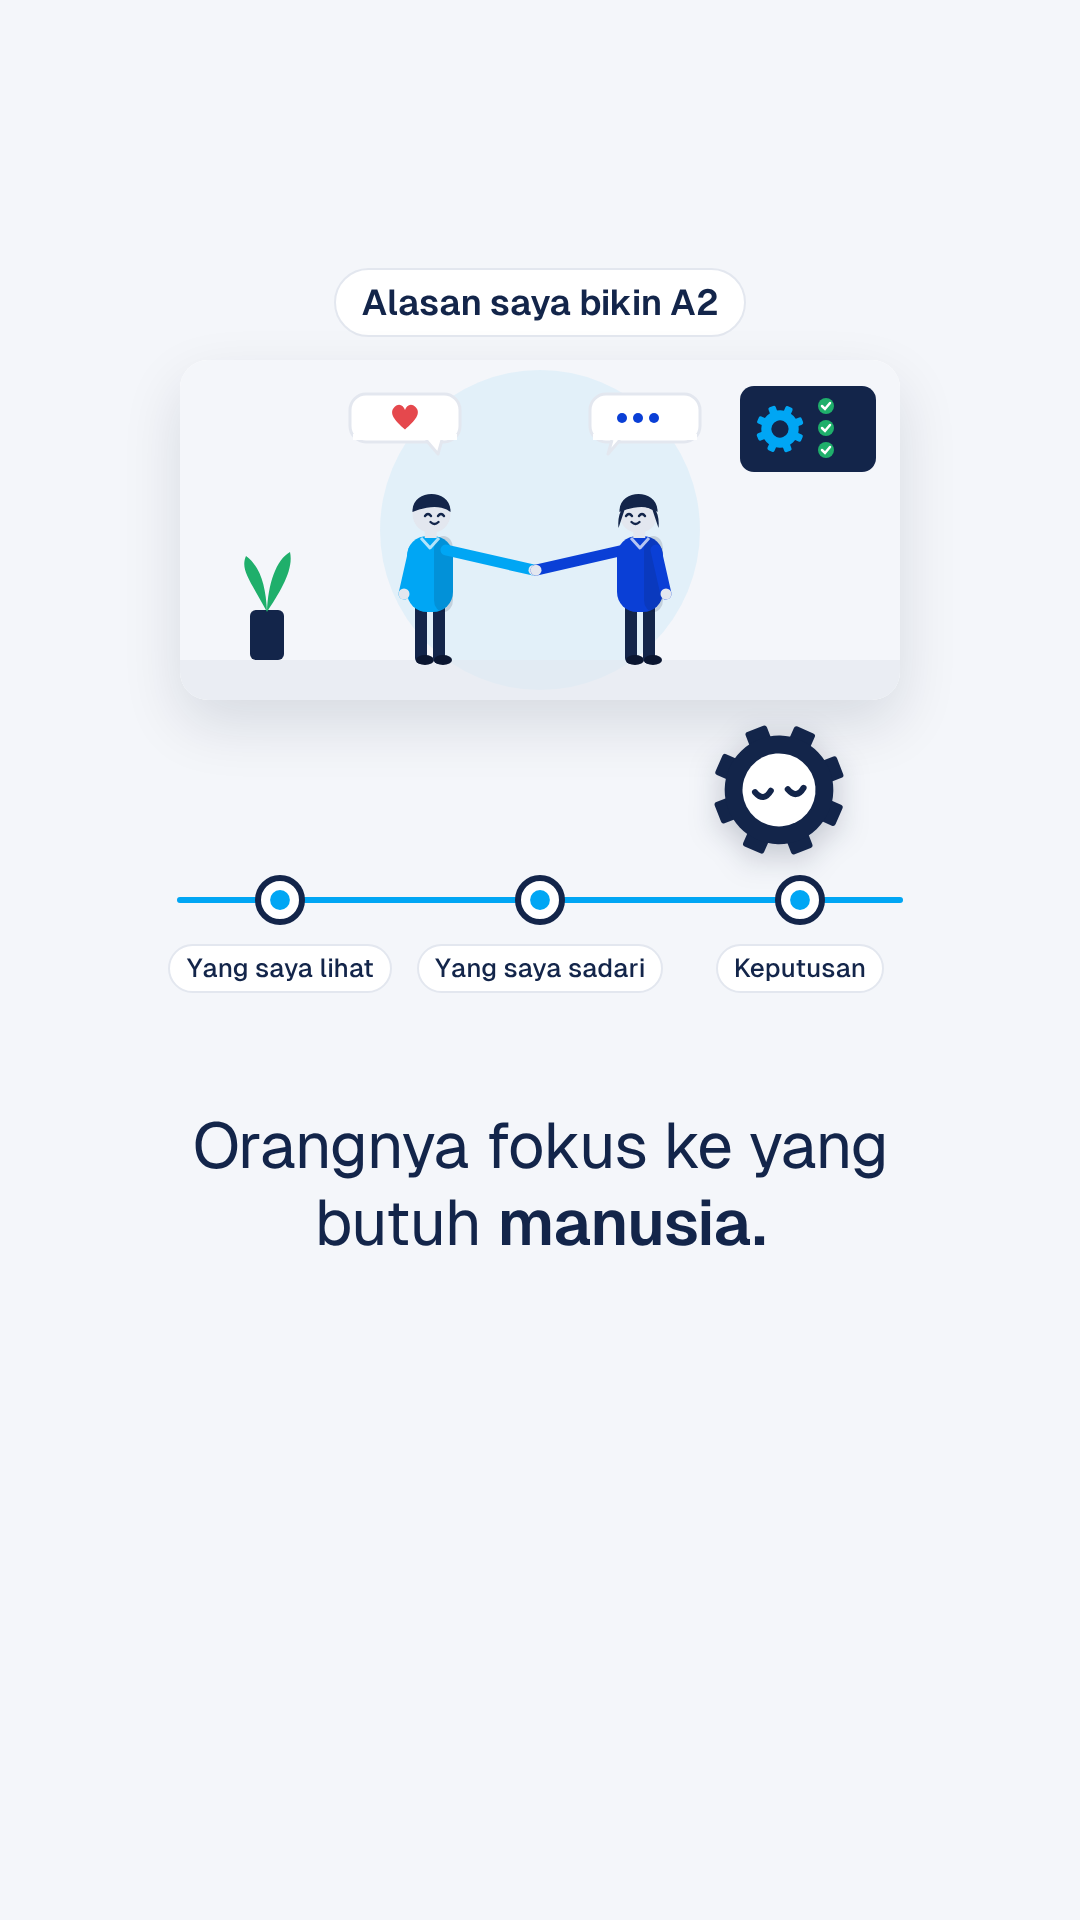 Alasan saya bikin A2
Yang saya lihat
Yang saya sadari
Keputusan
Orangnya fokus ke yang
butuh manusia.